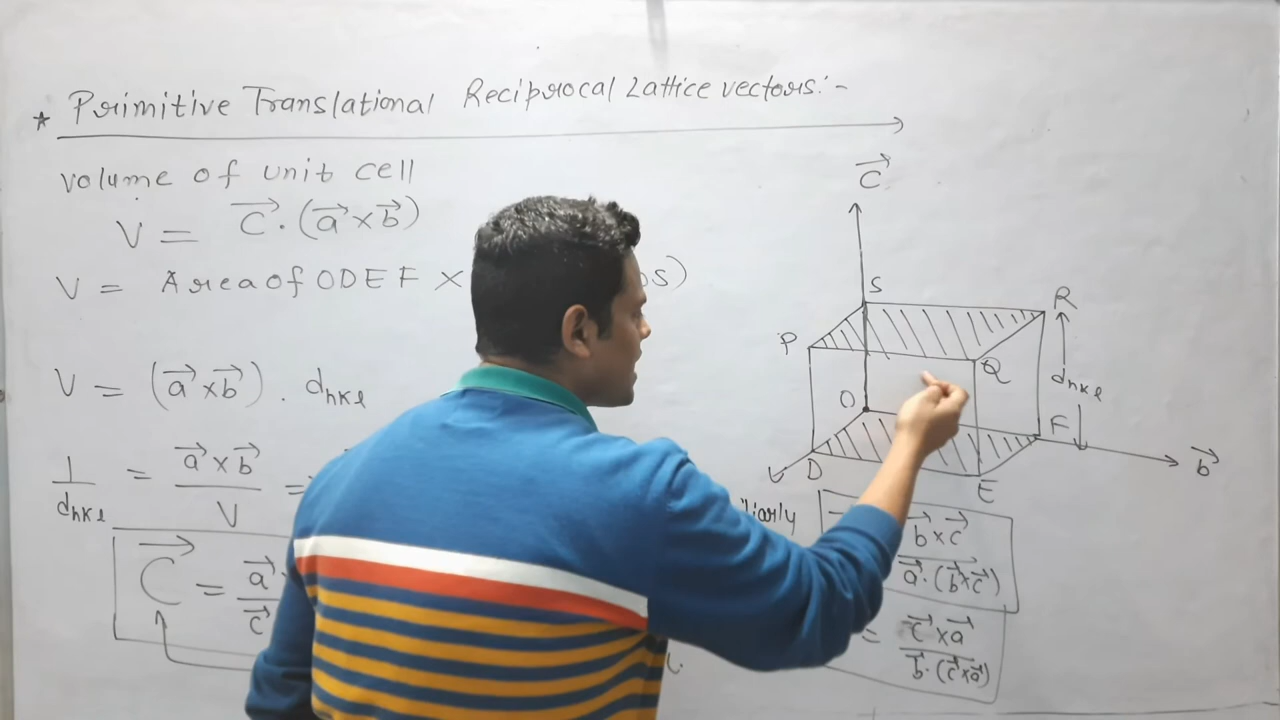 * Primitive Translational Reciprocal Lattice vectors:-
volume of unit cell
V = C⃗ . (a⃗ × b⃗)
V = Area of ODEF ×
V = (a⃗ × b⃗) . dhkl
1/dhkl = a⃗ × b⃗ / V =
C⃗ = a⃗ / c⃗
C⃗
S
R
P
Q
dhkl
O
F
D
E
b⃗
b⃗ × c⃗ / a⃗ . (b⃗ × c⃗)
= c⃗ × a⃗ / b⃗ . (c⃗ × a⃗)